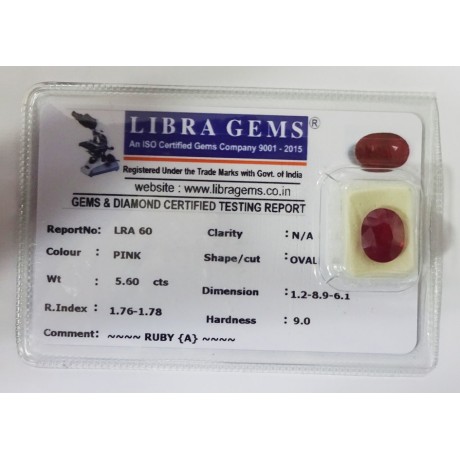 LIBRA GEMS ®
An ISO Certified Gems Company 9001 - 2015
Registered Under the Trade Marks with Govt. of India
website : www.libragems.co.in
GEMS & DIAMOND CERTIFIED TESTING REPORT
ReportNo: LRA 60 Clarity : N/A
Colour : PINK Shape/cut : OVAL
Wt : 5.60 cts Dimension :1.2-8.9-6.1
R.Index : 1.76-1.78 Hardness : 9.0
Comment: ~~~~ RUBY {A} ~~~~